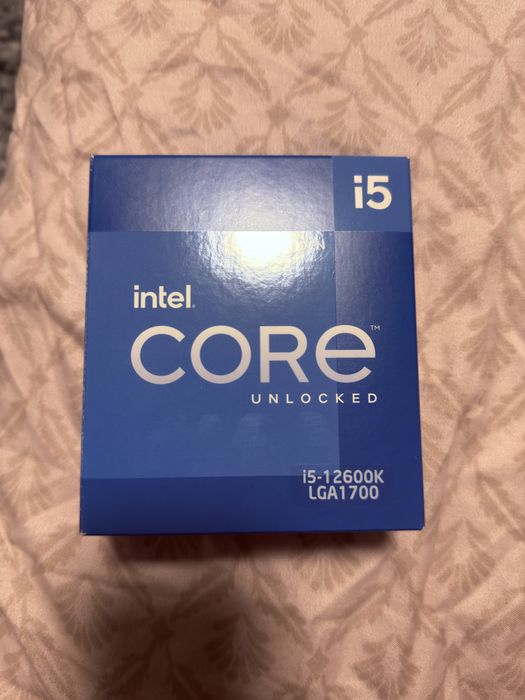 i5
intel.
CORE™
UNLOCKED
i5-12600K
LGA1700